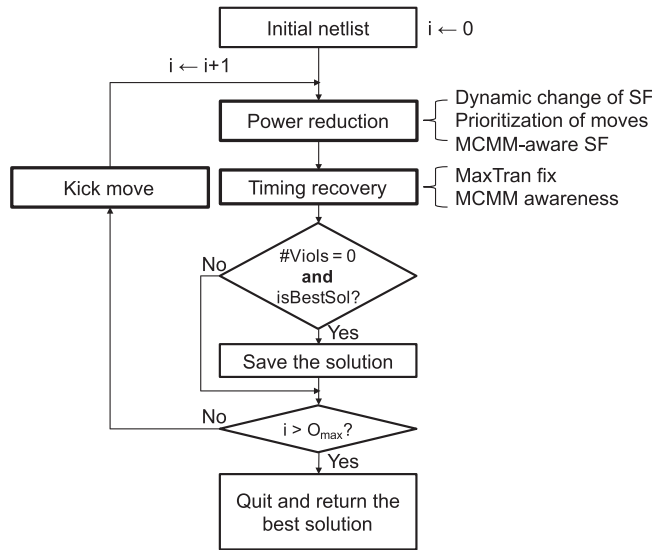 Initial netlist
i ← 0
i ← i+1
Power reduction
Dynamic change of SF
Prioritization of moves
MCMM-aware SF
Kick move
Timing recovery
MaxTran fix
MCMM awareness
#Viols = 0
and
isBestSol?
No
Yes
Save the solution
No
i > Omax?
Yes
Quit and return the
best solution